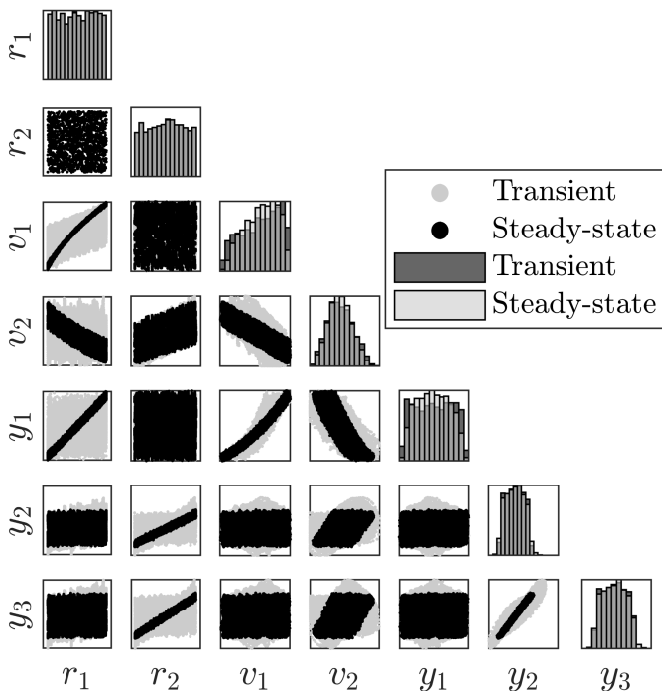 r₁
r₂
v₁
Transient
Steady-state
Transient
Steady-state
v₂
y₁
y₂
y₃
r₁ r₂ v₁ v₂ y₁ y₂ y₃